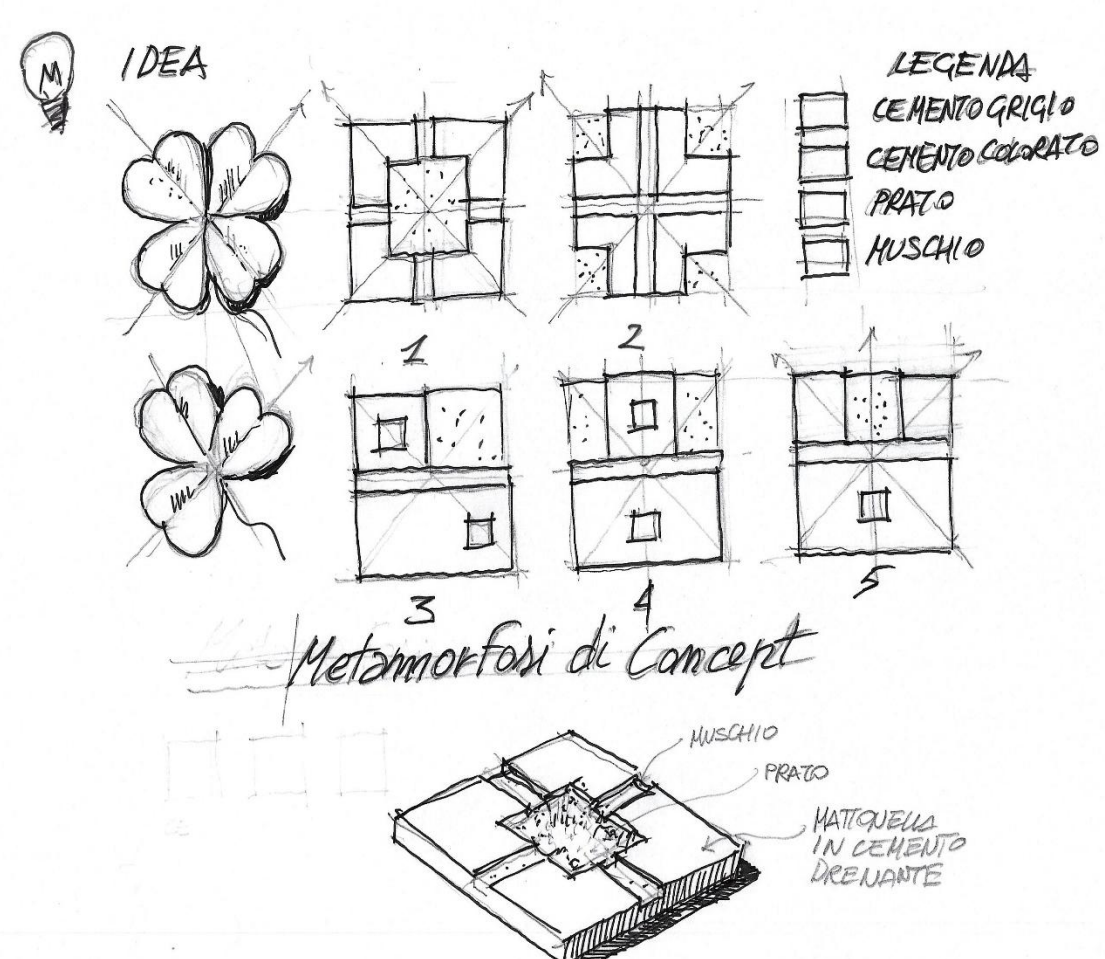 M
IDEA
LEGENDA
CEMENTO GRIGIO
CEMENTO COLORATO
PRATO
MUSCHIO
1
2
3
4
5
Metamorfosi di Concept
MUSCHIO
PRATO
MATTONELLA
IN CEMENTO
DRENANTE